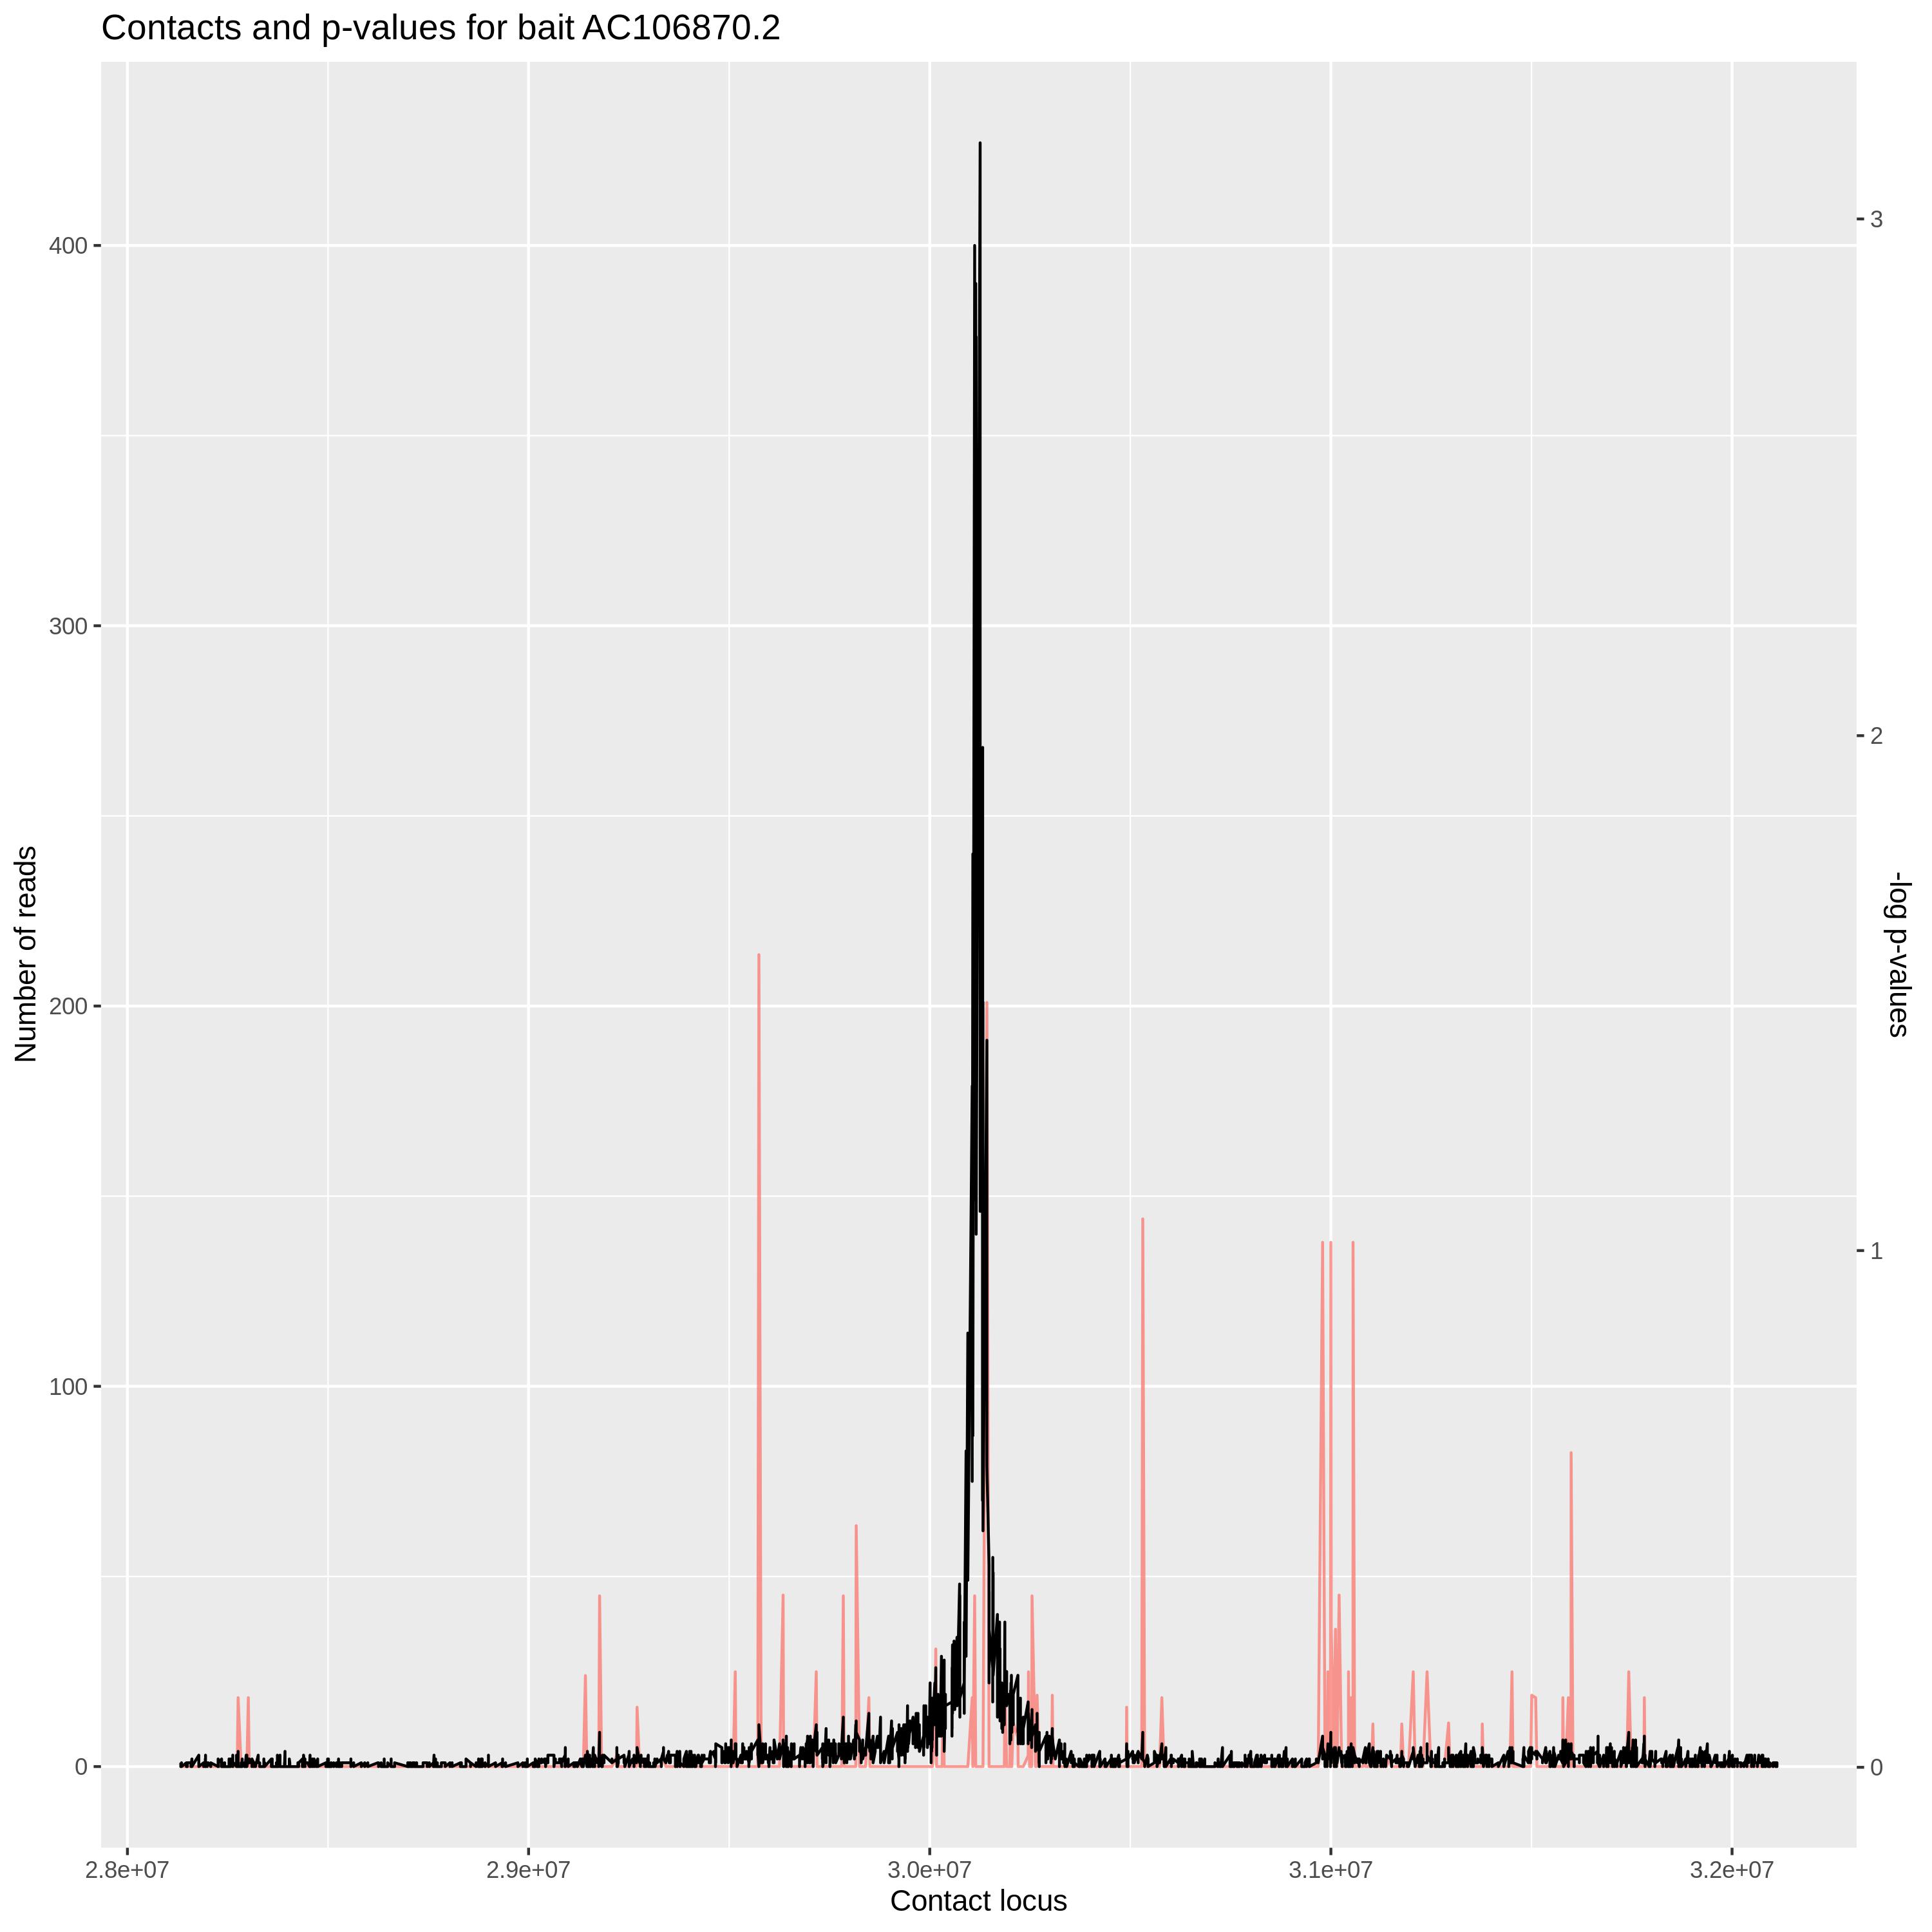 Contacts and p-values for bait AC106870.2
400
300
200
100
0
3
2
1
0
Number of reads
-log p-values
2.8e+07 2.9e+07 3.0e+07 3.1e+07 3.2e+07
Contact locus